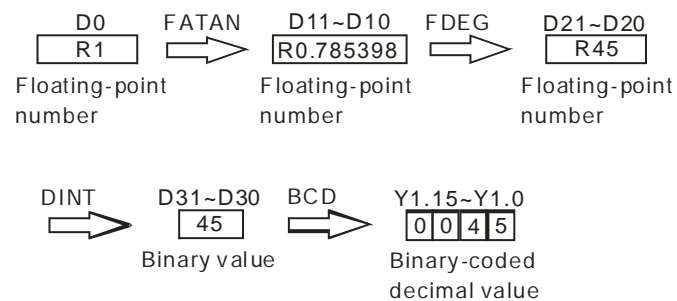 D0 FATAN D11~D10 FDEG D21~D20
R1 R0.785398 R45
Floating-point number Floating-point number Floating-point number
DINT D31~D30 BCD Y1.15~Y1.0
45 0 0 4 5
Binary value Binary-coded decimal value